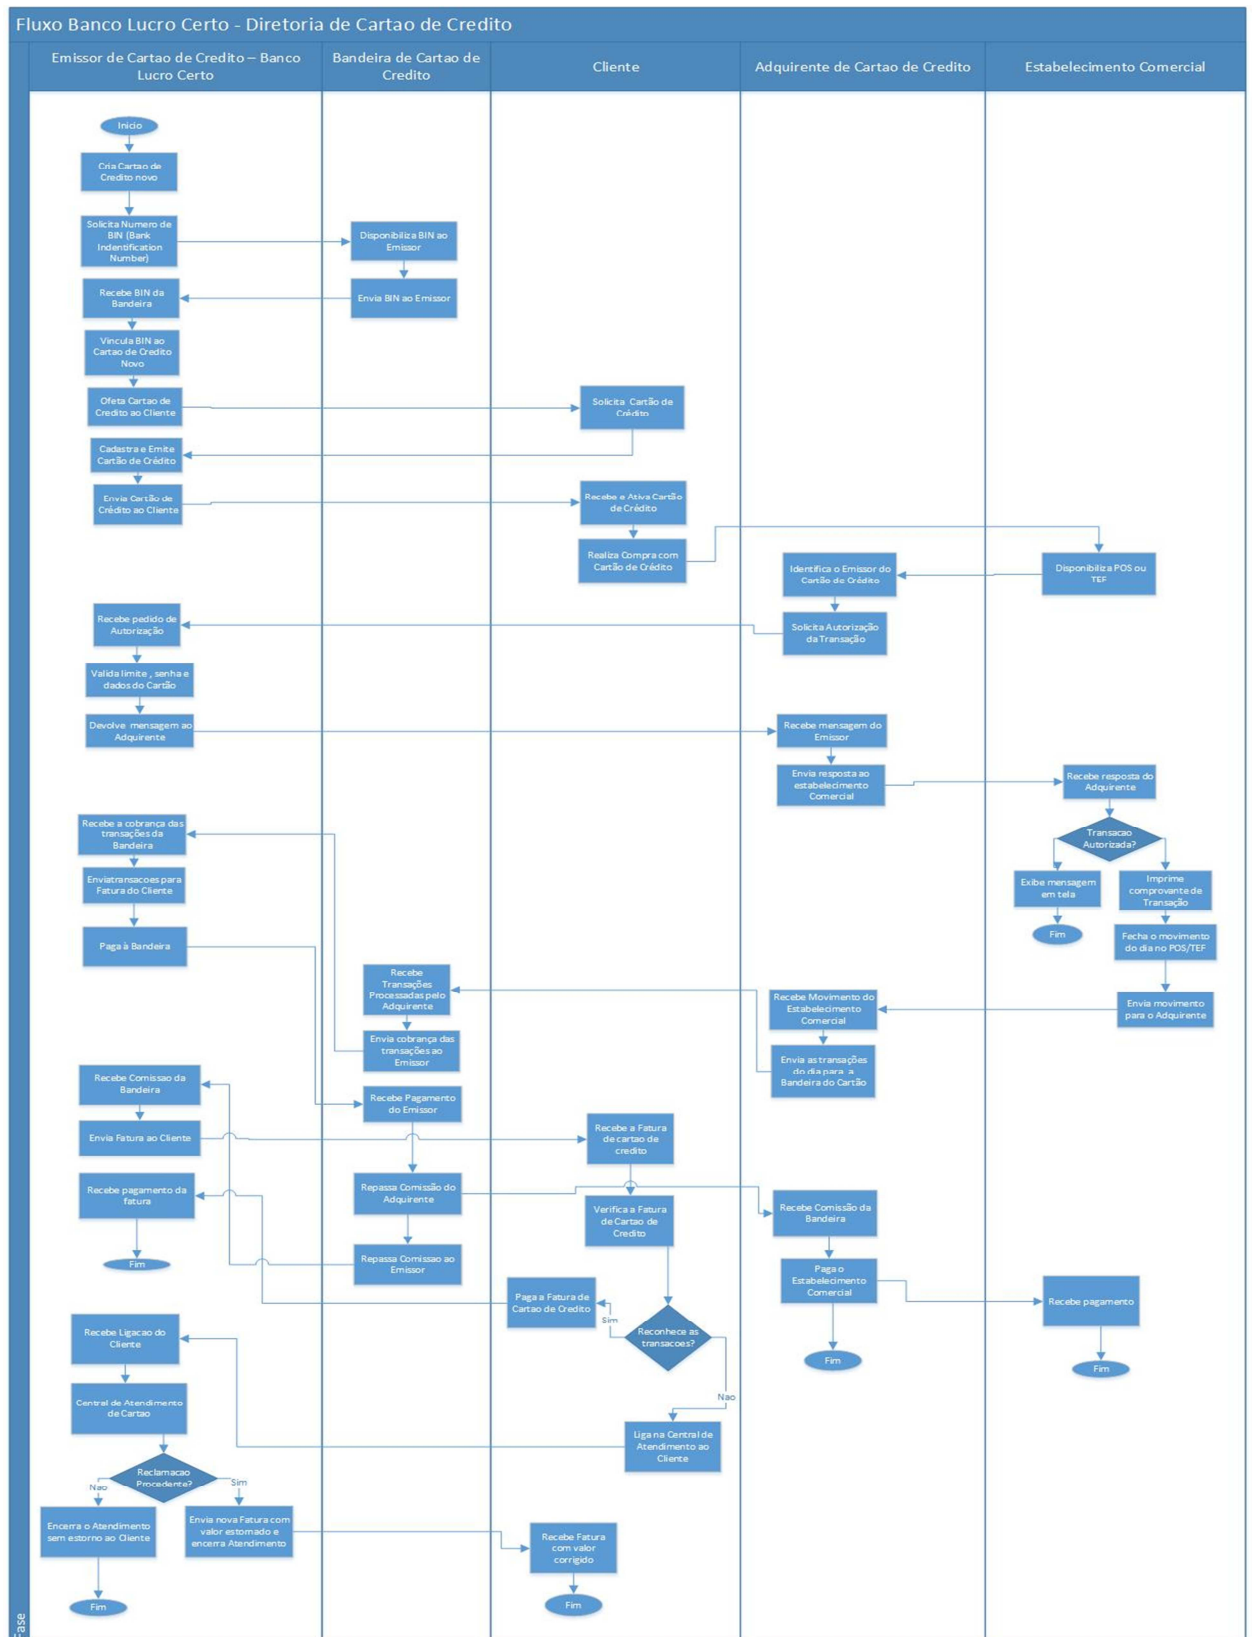 Fluxo Banco Lucro Certo - Diretoria de Cartao de Credito
Emissor de Cartao de Credito – Banco
Lucro Certo
Bandeira de Cartao de
Credito
Cliente
Adquirente de Cartao de Credito
Estabelecimento Comercial
Inicio
Cria Cartao de
Credito novo
Solicita Numero de
BIN (Bank
Indentification
Number)
Disponibiliza BIN ao
Emissor
Recebe BIN da
Bandeira
Envia BIN ao Emissor
Vincula BIN ao
Cartao de Credito
Novo
Ofeta Cartao de
Credito ao Cliente
Solicita Cartão de
Crédito
Cadastra e Emite
Cartão de Crédito
Envia Cartão de
Crédito ao Cliente
Recebe e Ativa Cartão
de Crédito
Realiza Compra com
Cartão de Crédito
Identifica o Emissor do
Cartão de Crédito
Disponibiliza POS ou
TEF
Recebe pedido de
Autorização
Solicita Autorização
da Transação
Valida limite , senha e
dados do Cartão
Devolve mensagem ao
Adquirente
Recebe mensagem do
Emissor
Envia resposta ao
estabelecimento
Comercial
Recebe resposta do
Adquirente
Recebe a cobrança das
transações da
Bandeira
Transacao
Autorizada?
Enviatransacoes para
Fatura do Cliente
Exibe mensagem
em tela
Imprime
comprovante de
Transação
Paga à Bandeira
Fim
Fecha o movimento
do dia no POS/TEF
Recebe
Transações
Processadas pelo
Adquirente
Recebe Movimento do
Estabelecimento
Comercial
Envia movimento
para o Adquirente
Envia cobrança das
transações ao
Emissor
Envia as transações
do dia para a
Bandeira do Cartão
Recebe Comissao da
Bandeira
Recebe Pagamento
do Emissor
Envia Fatura ao Cliente
Recebe a Fatura
de cartao de
credito
Recebe pagamento da
fatura
Repassa Comissão do
Adquirente
Verifica a Fatura
de Cartao de
Credito
Recebe Comissão da
Bandeira
Fim
Repassa Comissao ao
Emissor
Paga o
Estabelecimento
Comercial
Paga a Fatura de
Cartao de Credito
Recebe pagamento
Sim
Recebe Ligacao do
Cliente
Reconhece as
transacoes?
Fim
Fim
Nao
Central de Atendimento
de Cartao
Liga na Central de
Atendimento ao
Cliente
Reclamacao
Procedente?
Nao
Sim
Encerra o Atendimento
sem estorno ao Cliente
Envia nova Fatura com
valor estornado e
encerra Atendimento
Recebe Fatura
com valor
corrigido
Fim
Fim
Fase